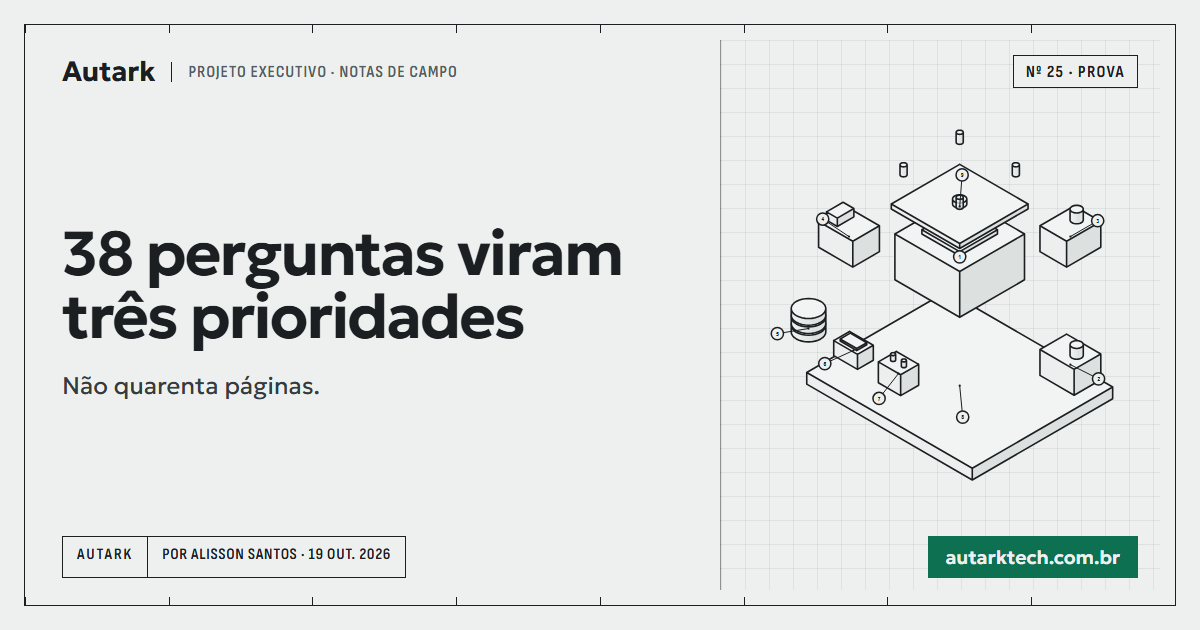 Autark
PROJETO EXECUTIVO · NOTAS DE CAMPO
Nº 25 · PROVA
38 perguntas viram
três prioridades
Não quarenta páginas.
AUTARK
POR ALISSON SANTOS · 19 OUT. 2026
autarktech.com.br